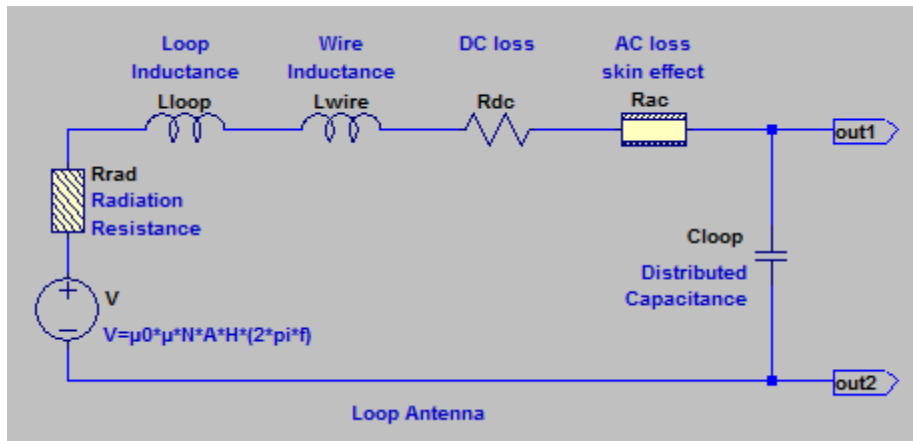 Loop
Inductance
Lloop
Wire
Inductance
Lwire
DC loss
Rdc
AC loss
skin effect
Rac
out1
Rrad
Radiation
Resistance
Cloop
Distributed
Capacitance
V
V=µ0*µ*N*A*H*(2*pi*f)
out2
Loop Antenna